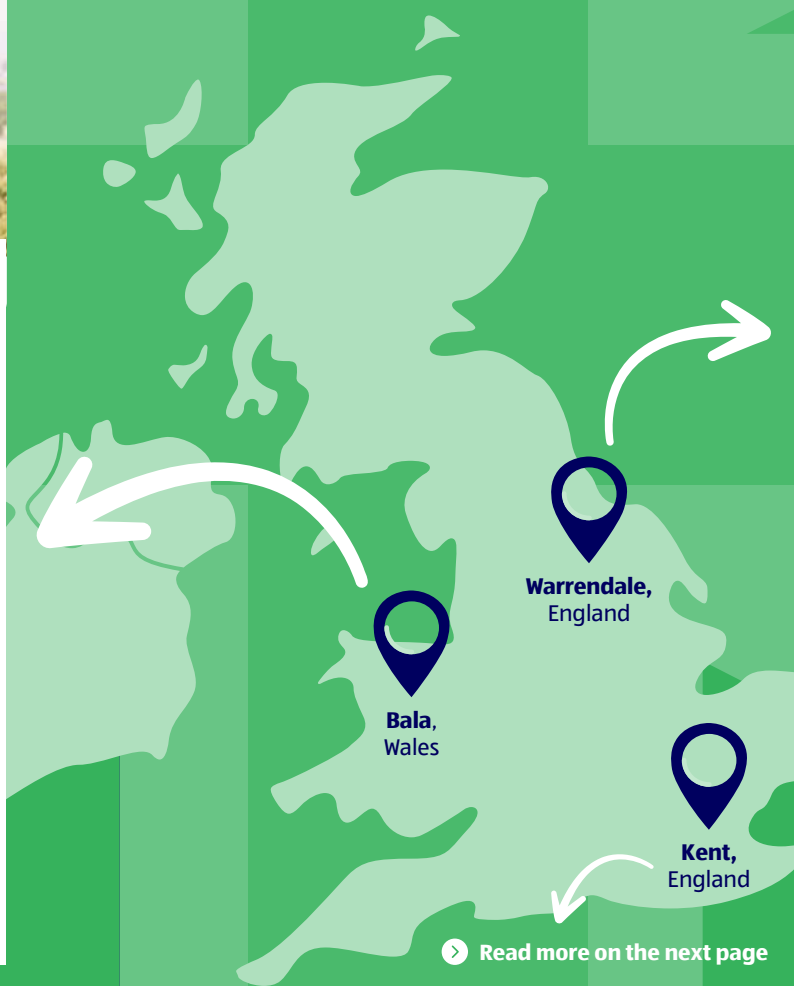 Warrendale,
England
Bala,
Wales
Kent,
England
Read more on the next page